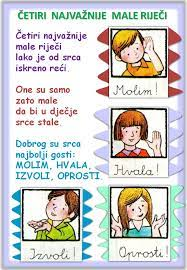 ČETIRI NAJVAŽNIJE MALE RIJEČI
Četiri najvažnije
male riječi
lako je od srca
iskreno reći.
One su samo
zato male
da bi u dječje
srce stale.
Dobrog su srca
najbolji gosti:
MOLIM, HVALA,
IZVOLI, OPROSTI.
Molim!
Hvala!
Izvoli!
Oprosti!